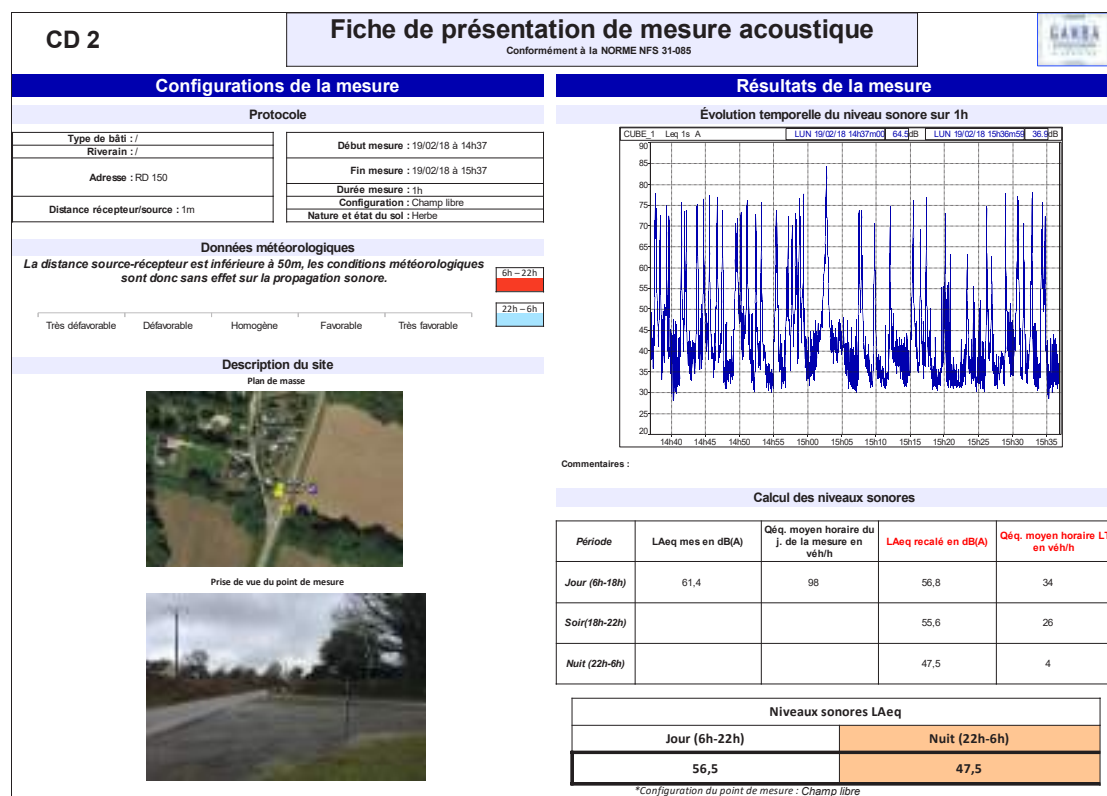 CD 2
Fiche de présentation de mesure acoustique
Conformément à la NORME NFS 31-085
GAMBA
Configurations de la mesure
Protocole
Type de bâti : /
Riverain : /
Adresse : RD 150
Distance récepteur/source : 1m
Début mesure : 19/02/18 à 14h37
Fin mesure : 19/02/18 à 15h37
Durée mesure : 1h
Configuration : Champ libre
Nature et état du sol : Herbe
Données météorologiques
La distance source-récepteur est inférieure à 50m, les conditions météorologiques
sont donc sans effet sur la propagation sonore.
6h – 22h
22h – 6h
Très défavorable Défavorable Homogène Favorable Très favorable
Description du site
Plan de masse
Prise de vue du point de mesure
Résultats de la mesure
Évolution temporelle du niveau sonore sur 1h
CUBE_1 Leq 1s A LUN 19/02/18 14h37m00 64.5dB LUN 19/02/18 15h36m59 36.9dB
90
85
80
75
70
65
60
55
50
45
40
35
30
25
20
14h40 14h45 14h50 14h55 15h00 15h05 15h10 15h15 15h20 15h25 15h30 15h35
Commentaires :
Calcul des niveaux sonores
Période LAeq mes en dB(A) Qéq. moyen horaire du j. de la mesure en véh/h LAeq recalé en dB(A) Qéq. moyen horaire LT en véh/h
Jour (6h-18h) 61,4 98 56,8 34
Soir(18h-22h) 55,6 26
Nuit (22h-6h) 47,5 4
Niveaux sonores LAeq
Jour (6h-22h) Nuit (22h-6h)
56,5 47,5
*Configuration du point de mesure : Champ libre